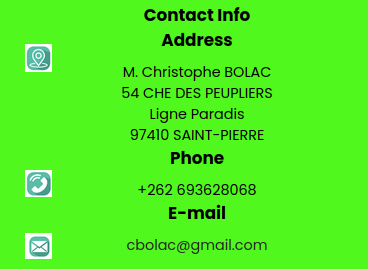 Contact Info
Address
M. Christophe BOLAC
54 CHE DES PEUPLIERS
Ligne Paradis
97410 SAINT-PIERRE
Phone
+262 693628068
E-mail
cbolac@gmail.com